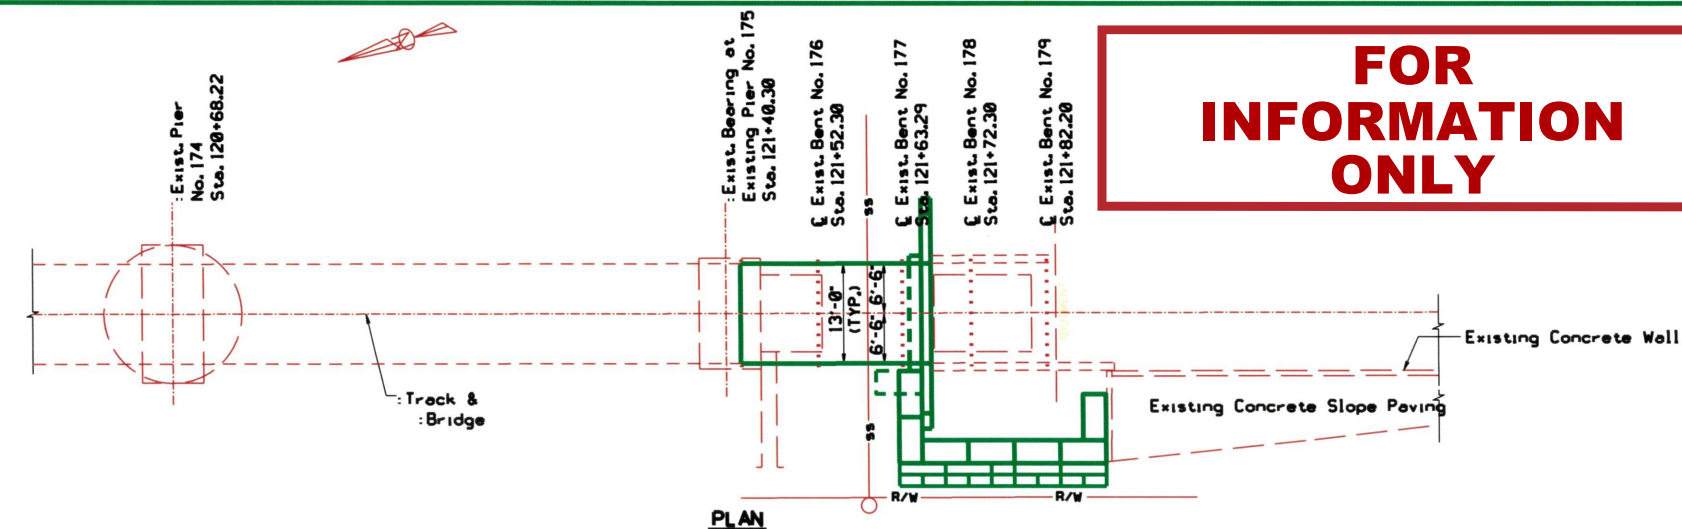 : Exist. Pier
No. 174
Sta. 120+68.22
: Exist. Bearing at
Existing Pier No. 175
Sta. 121+40.30
℄ Exist. Bent No. 176
Sta. 121+52.30
℄ Exist. Bent No. 177
Sta. 121+63.29
℄ Exist. Bent No. 178
Sta. 121+72.30
℄ Exist. Bent No. 179
Sta. 121+82.20
FOR
INFORMATION
ONLY
SS
13'-0"
(TYP.)
6'-6"
6'-6"
: Track &
: Bridge
SS
Existing Concrete Wall
Existing Concrete Slope Paving
R/W
R/W
PLAN